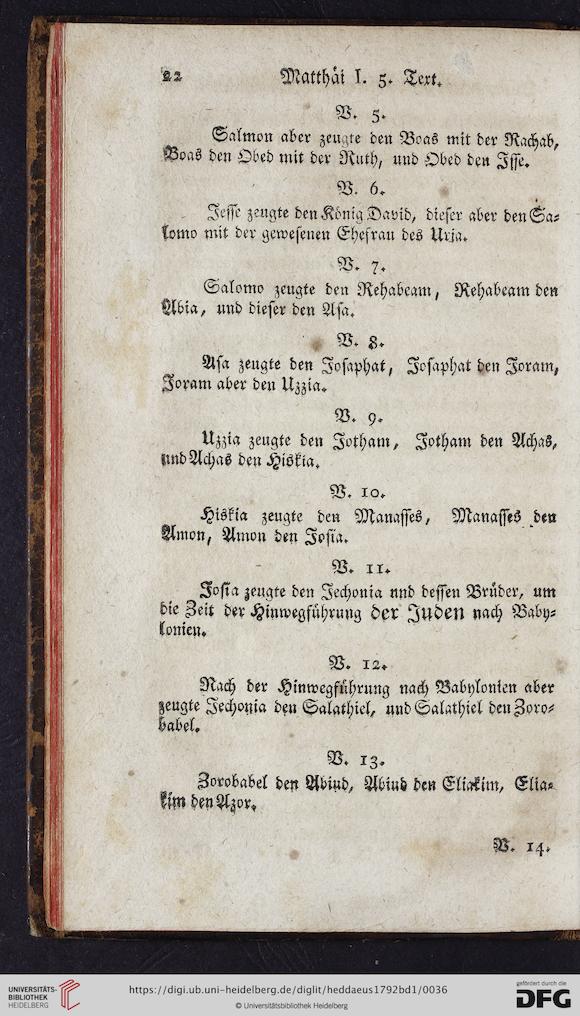 22 Matthäi I. 5. Text.
V. 5.
Salmon aber zeugte den Boas mit der Rachab,
Boas den Obed mit der Ruth, und Obed den Isse.
V. 6.
Jesse zeugte den König David, dieser aber den Sa=
lomo mit der gewesenen Ehefrau des Uria.
V. 7.
Salomo zeugte den Rehabeam, Rehabeam den
Abia, und dieser den Asa.
V. 8.
Asa zeugte den Josaphat, Josaphat den Joram,
Joram aber den Uzzia.
V. 9.
Uzzia zeugte den Jotham, Jotham den Achas,
und Achas den Hiskia.
V. 10.
Hiskia zeugte den Manasses, Manasses den
Amon, Amon den Josia.
V. 11.
Josia zeugte den Jechonia nnd dessen Brüder, um
die Zeit der Hinwegführung der Juden nach Baby=
lonien.
V. 12.
Nach der Hinwegführung nach Babylonien aber
zeugte Jechonia den Salathiel, und Salathiel den Zoro=
babel.
V. 13.
Zorobabel den Abiud, Abiud den Eliakim, Elia=
kim den Azor.
V. 14.
UNIVERSITÄTS-
BIBLIOTHEK
HEIDELBERG
https://digi.ub.uni-heidelberg.de/diglit/heddaeus1792bd1/0036
© Universitätsbibliothek Heidelberg
gefördert durch die
DFG